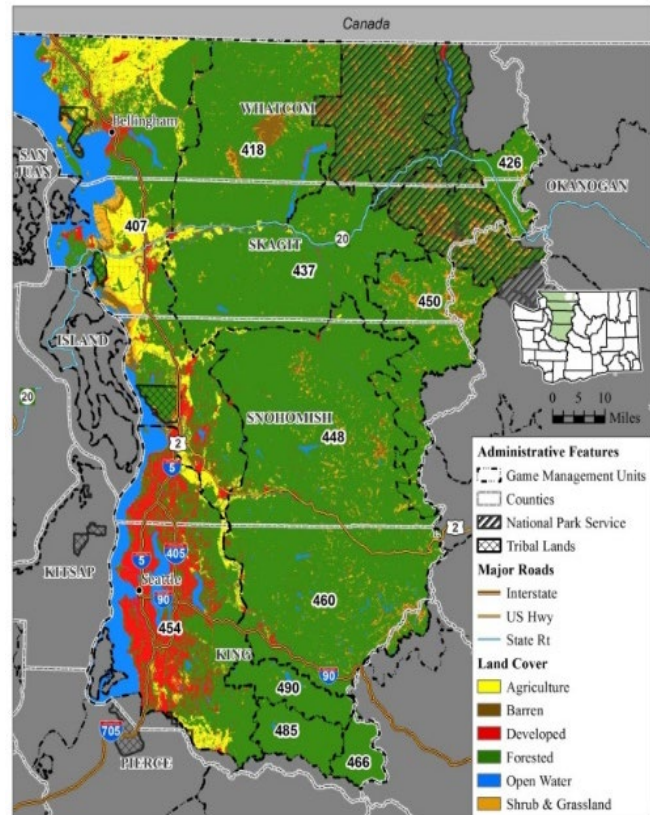 Canada
Bellingham
WHATCOM
418
426
SAN
JUAN
OKANOGAN
407
SKAGIT
20
437
450
ISLAND
0 5 10
Miles
20
SNOHOMISH
448
2
5
2
KITSAP
5
405
Seattle
90
460
454
KING
90
490
485
466
705
PIERCE
Administrative Features
Game Management Units
Counties
National Park Service
Tribal Lands
Major Roads
Interstate
US Hwy
State Rt
Land Cover
Agriculture
Barren
Developed
Forested
Open Water
Shrub & Grassland